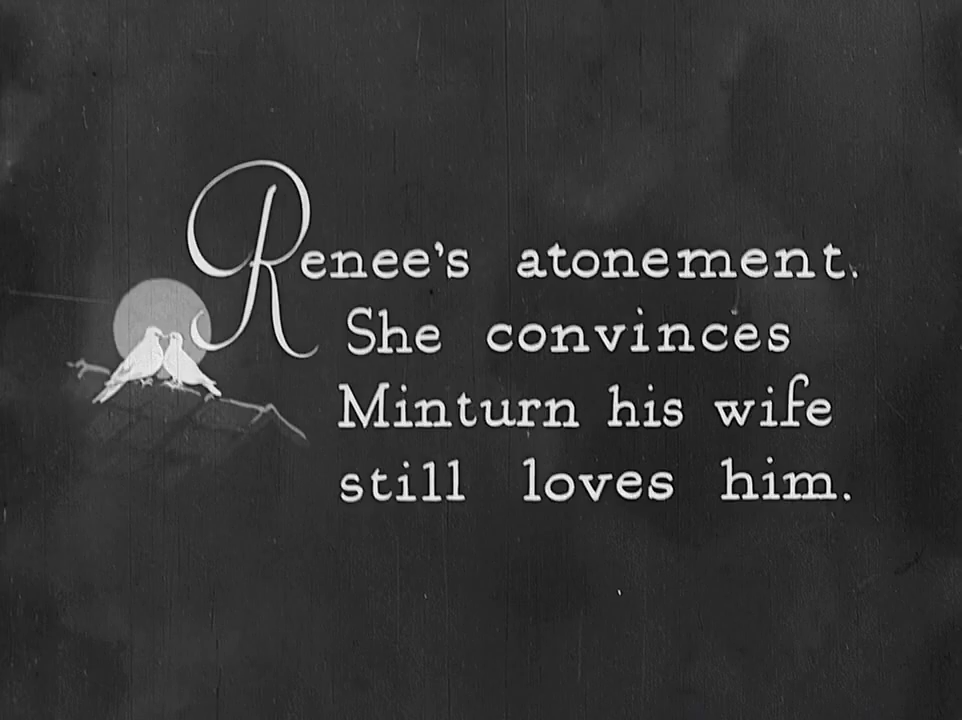 Renee's atonement.
She convinces
Minturn his wife
still loves him.